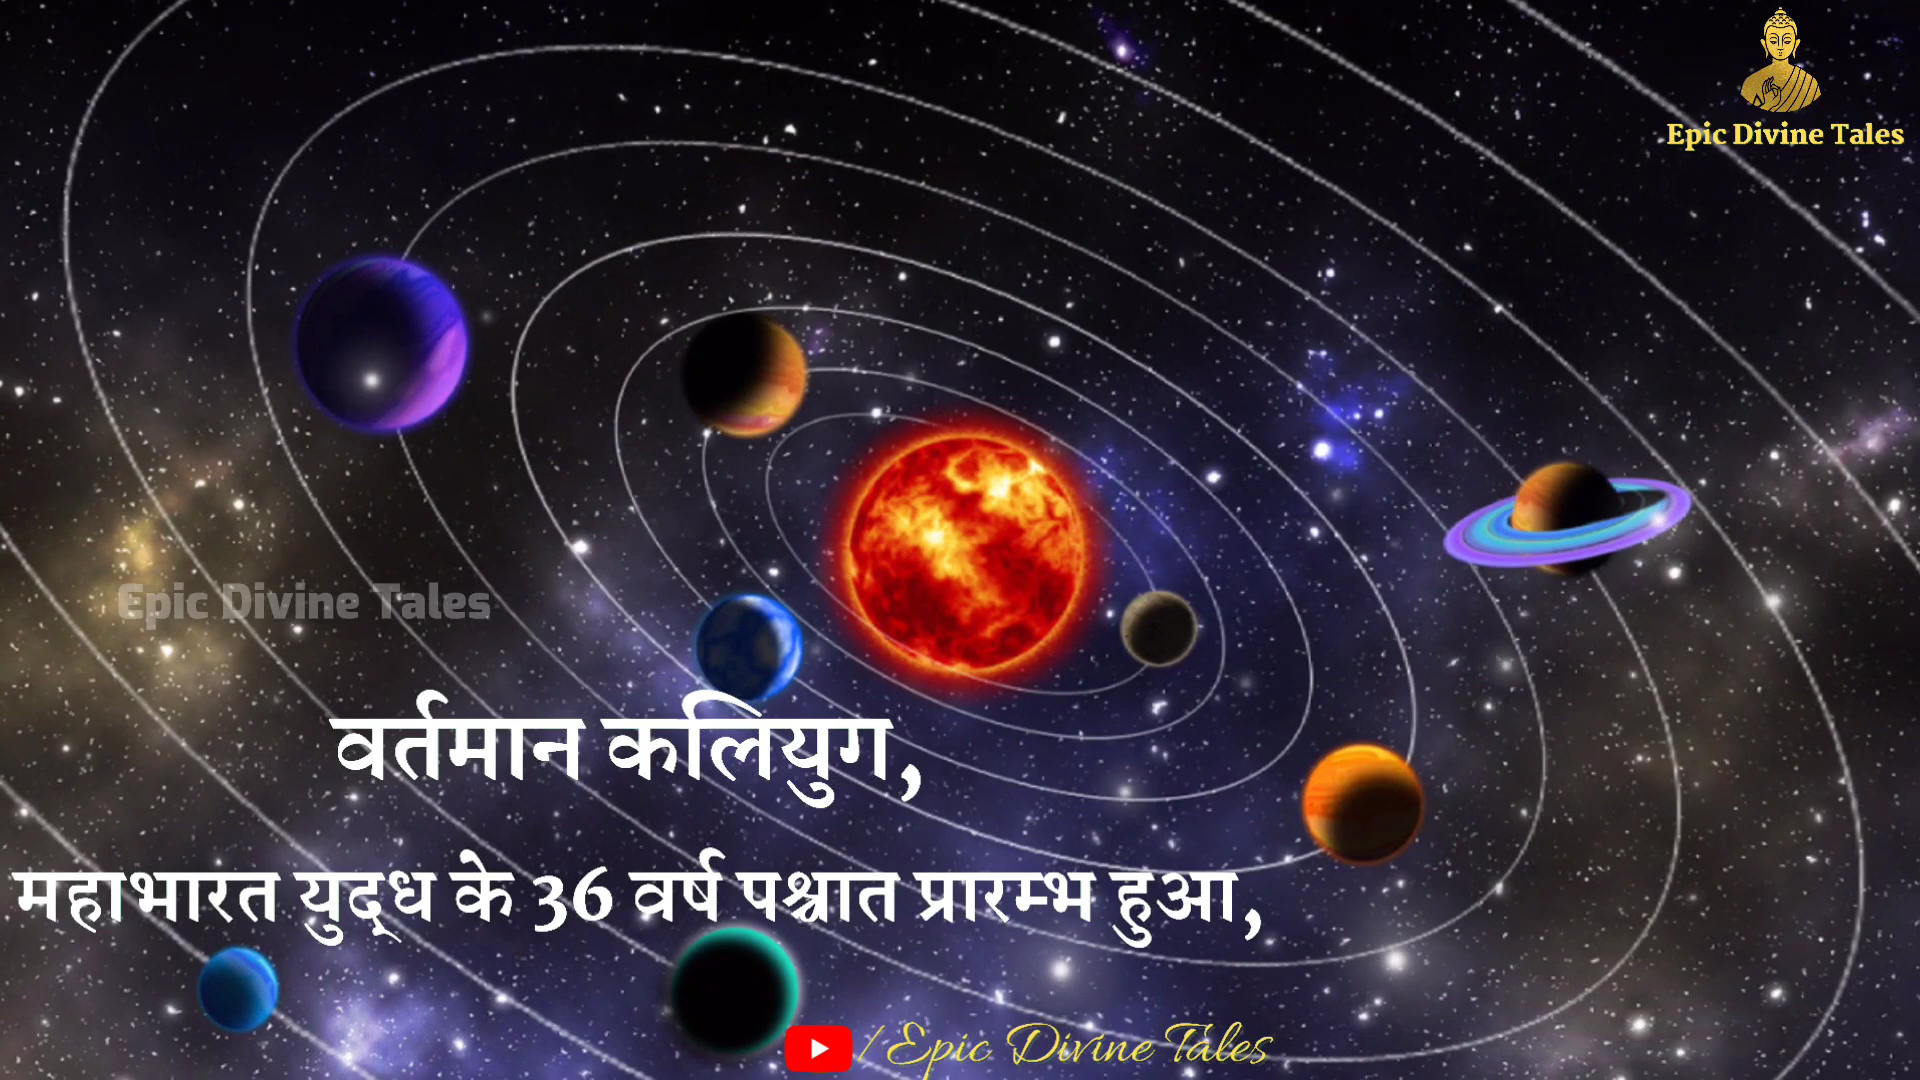 Epic Divine Tales
Epic Divine Tales
वर्तमान कलियुग,
महाभारत युद्ध के 36 वर्ष पश्चात प्रारम्भ हुआ,
/Epic Divine Tales